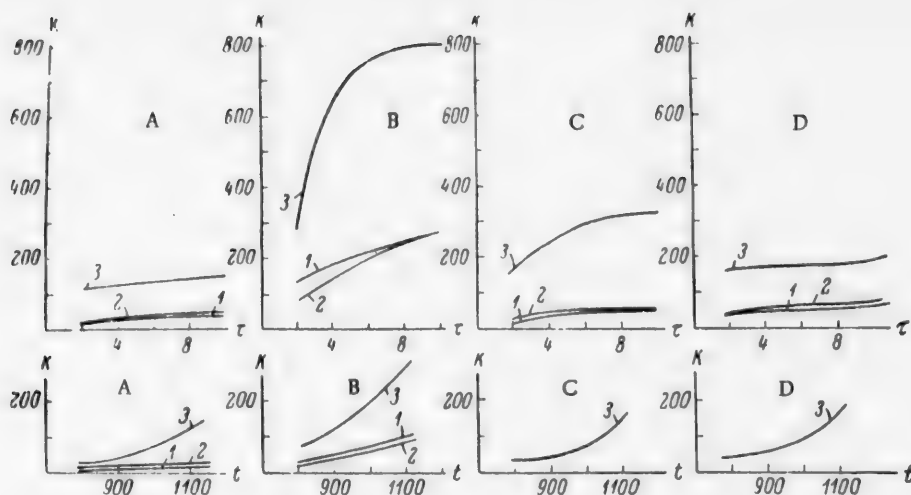 K K K K
800 800 800 800
A B C D
600 600 600 600
400 400 400 400
3
200 1 200 3 200
3 2 1 2 1 2 3 1 2
4 8 τ 4 8 τ 4 8 τ 4 8 τ
K K K K
A B C D
200 3 200 3 200 3 200 3
1 2 1 2
900 1100 t 900 1100 t 900 1100 t 900 1100 t